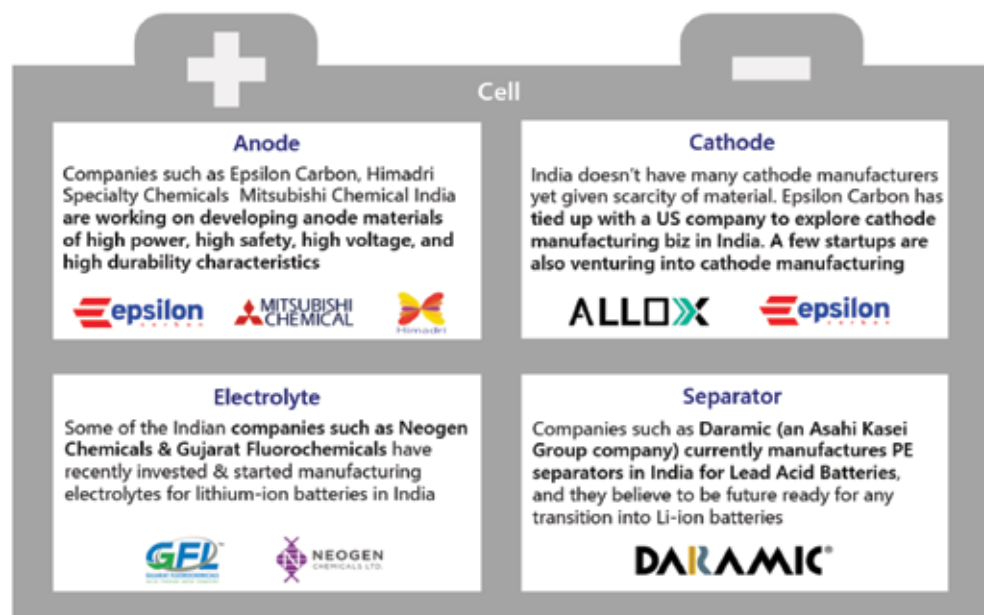 Cell
Anode
Companies such as Epsilon Carbon, Himadri
Specialty Chemicals Mitsubishi Chemical India
are working on developing anode materials
of high power, high safety, high voltage, and
high durability characteristics
epsilon
carbon
MITSUBISHI
CHEMICAL
Himadri
Cathode
India doesn't have many cathode manufacturers
yet given scarcity of material. Epsilon Carbon has
tied up with a US company to explore cathode
manufacturing biz in India. A few startups are
also venturing into cathode manufacturing
ALLOX
epsilon
carbon
Electrolyte
Some of the Indian companies such as Neogen
Chemicals & Gujarat Fluorochemicals have
recently invested & started manufacturing
electrolytes for lithium-ion batteries in India
GFL™
GUJARAT FLUOROCHEMICALS
N NEOGEN
CHEMICALS LTD.
Separator
Companies such as Daramic (an Asahi Kasei
Group company) currently manufactures PE
separators in India for Lead Acid Batteries,
and they believe to be future ready for any
transition into Li-ion batteries
DARAMIC®